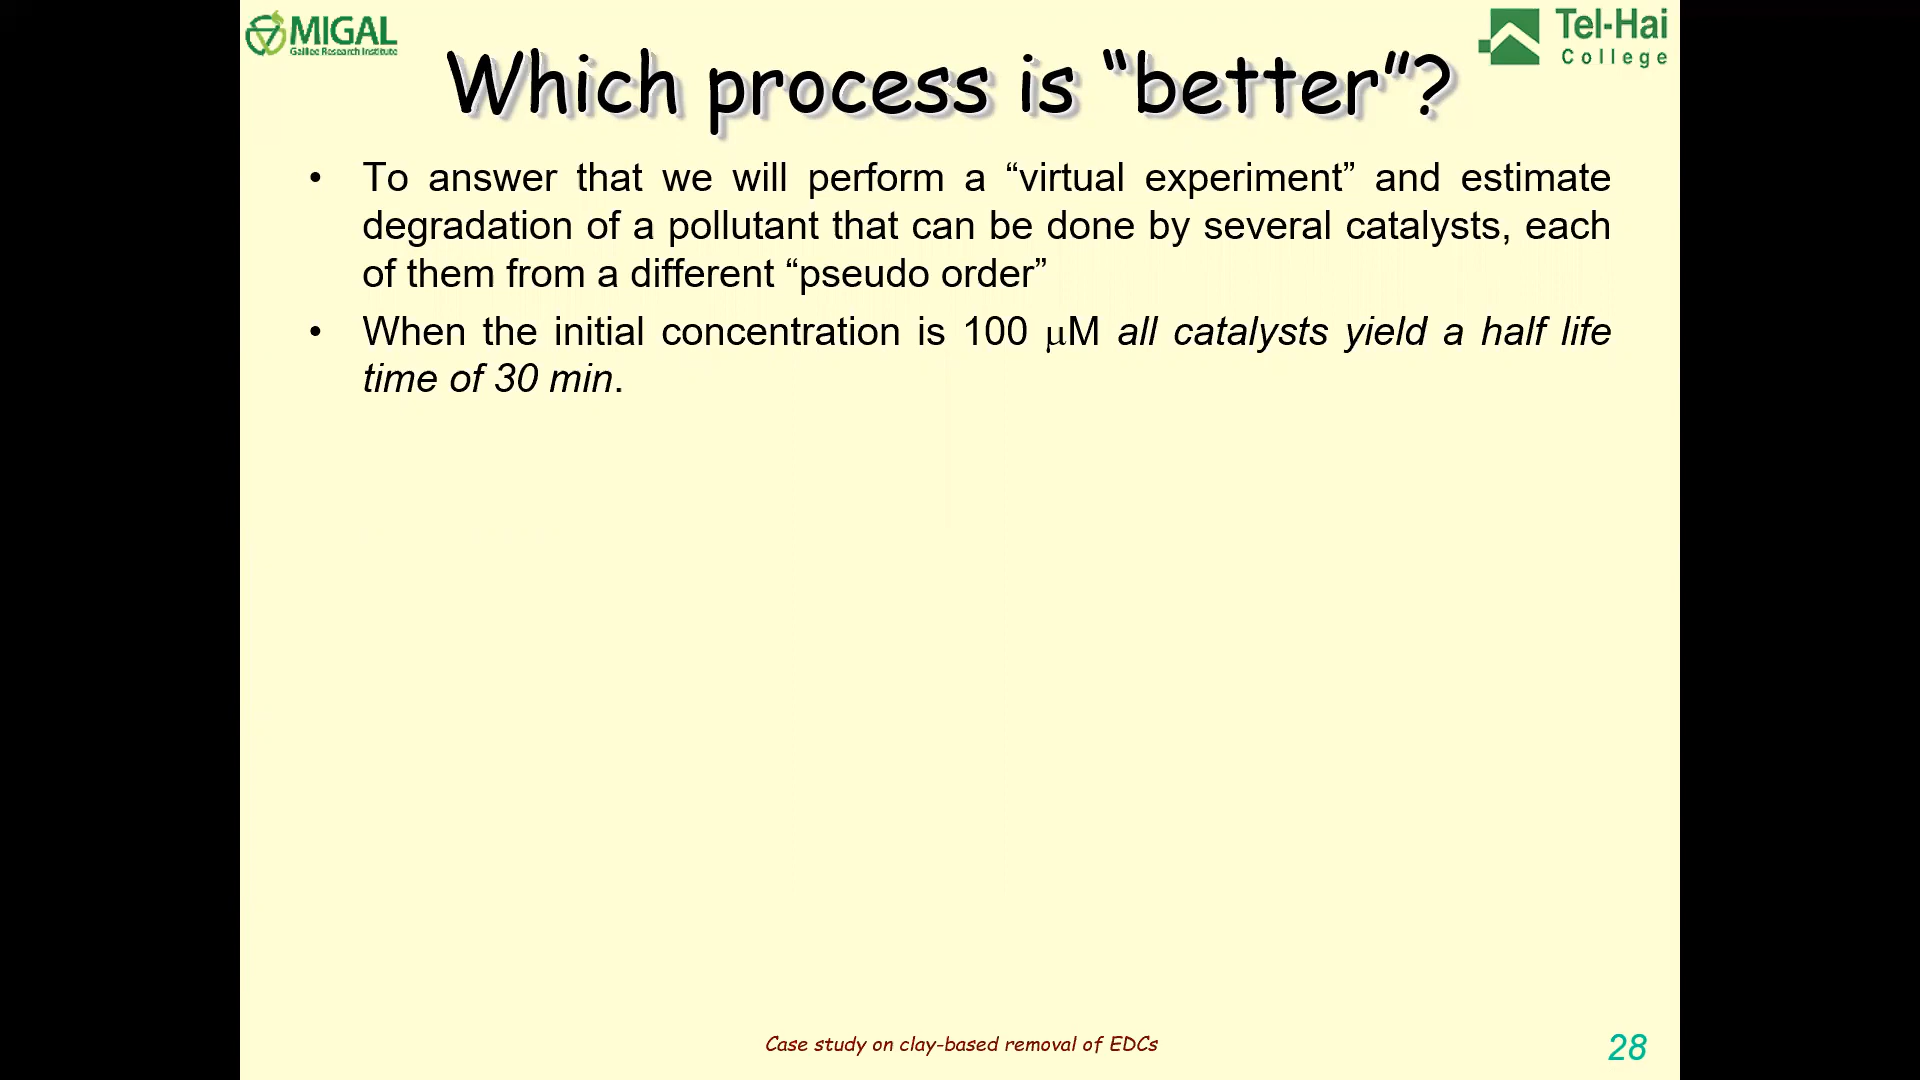 MIGAL
Galilee Research Institute
Tel-Hai
College
Which process is “better”?
• To answer that we will perform a “virtual experiment” and estimate
degradation of a pollutant that can be done by several catalysts, each
of them from a different “pseudo order”
• When the initial concentration is 100 μM all catalysts yield a half life
time of 30 min.
Case study on clay-based removal of EDCs
28